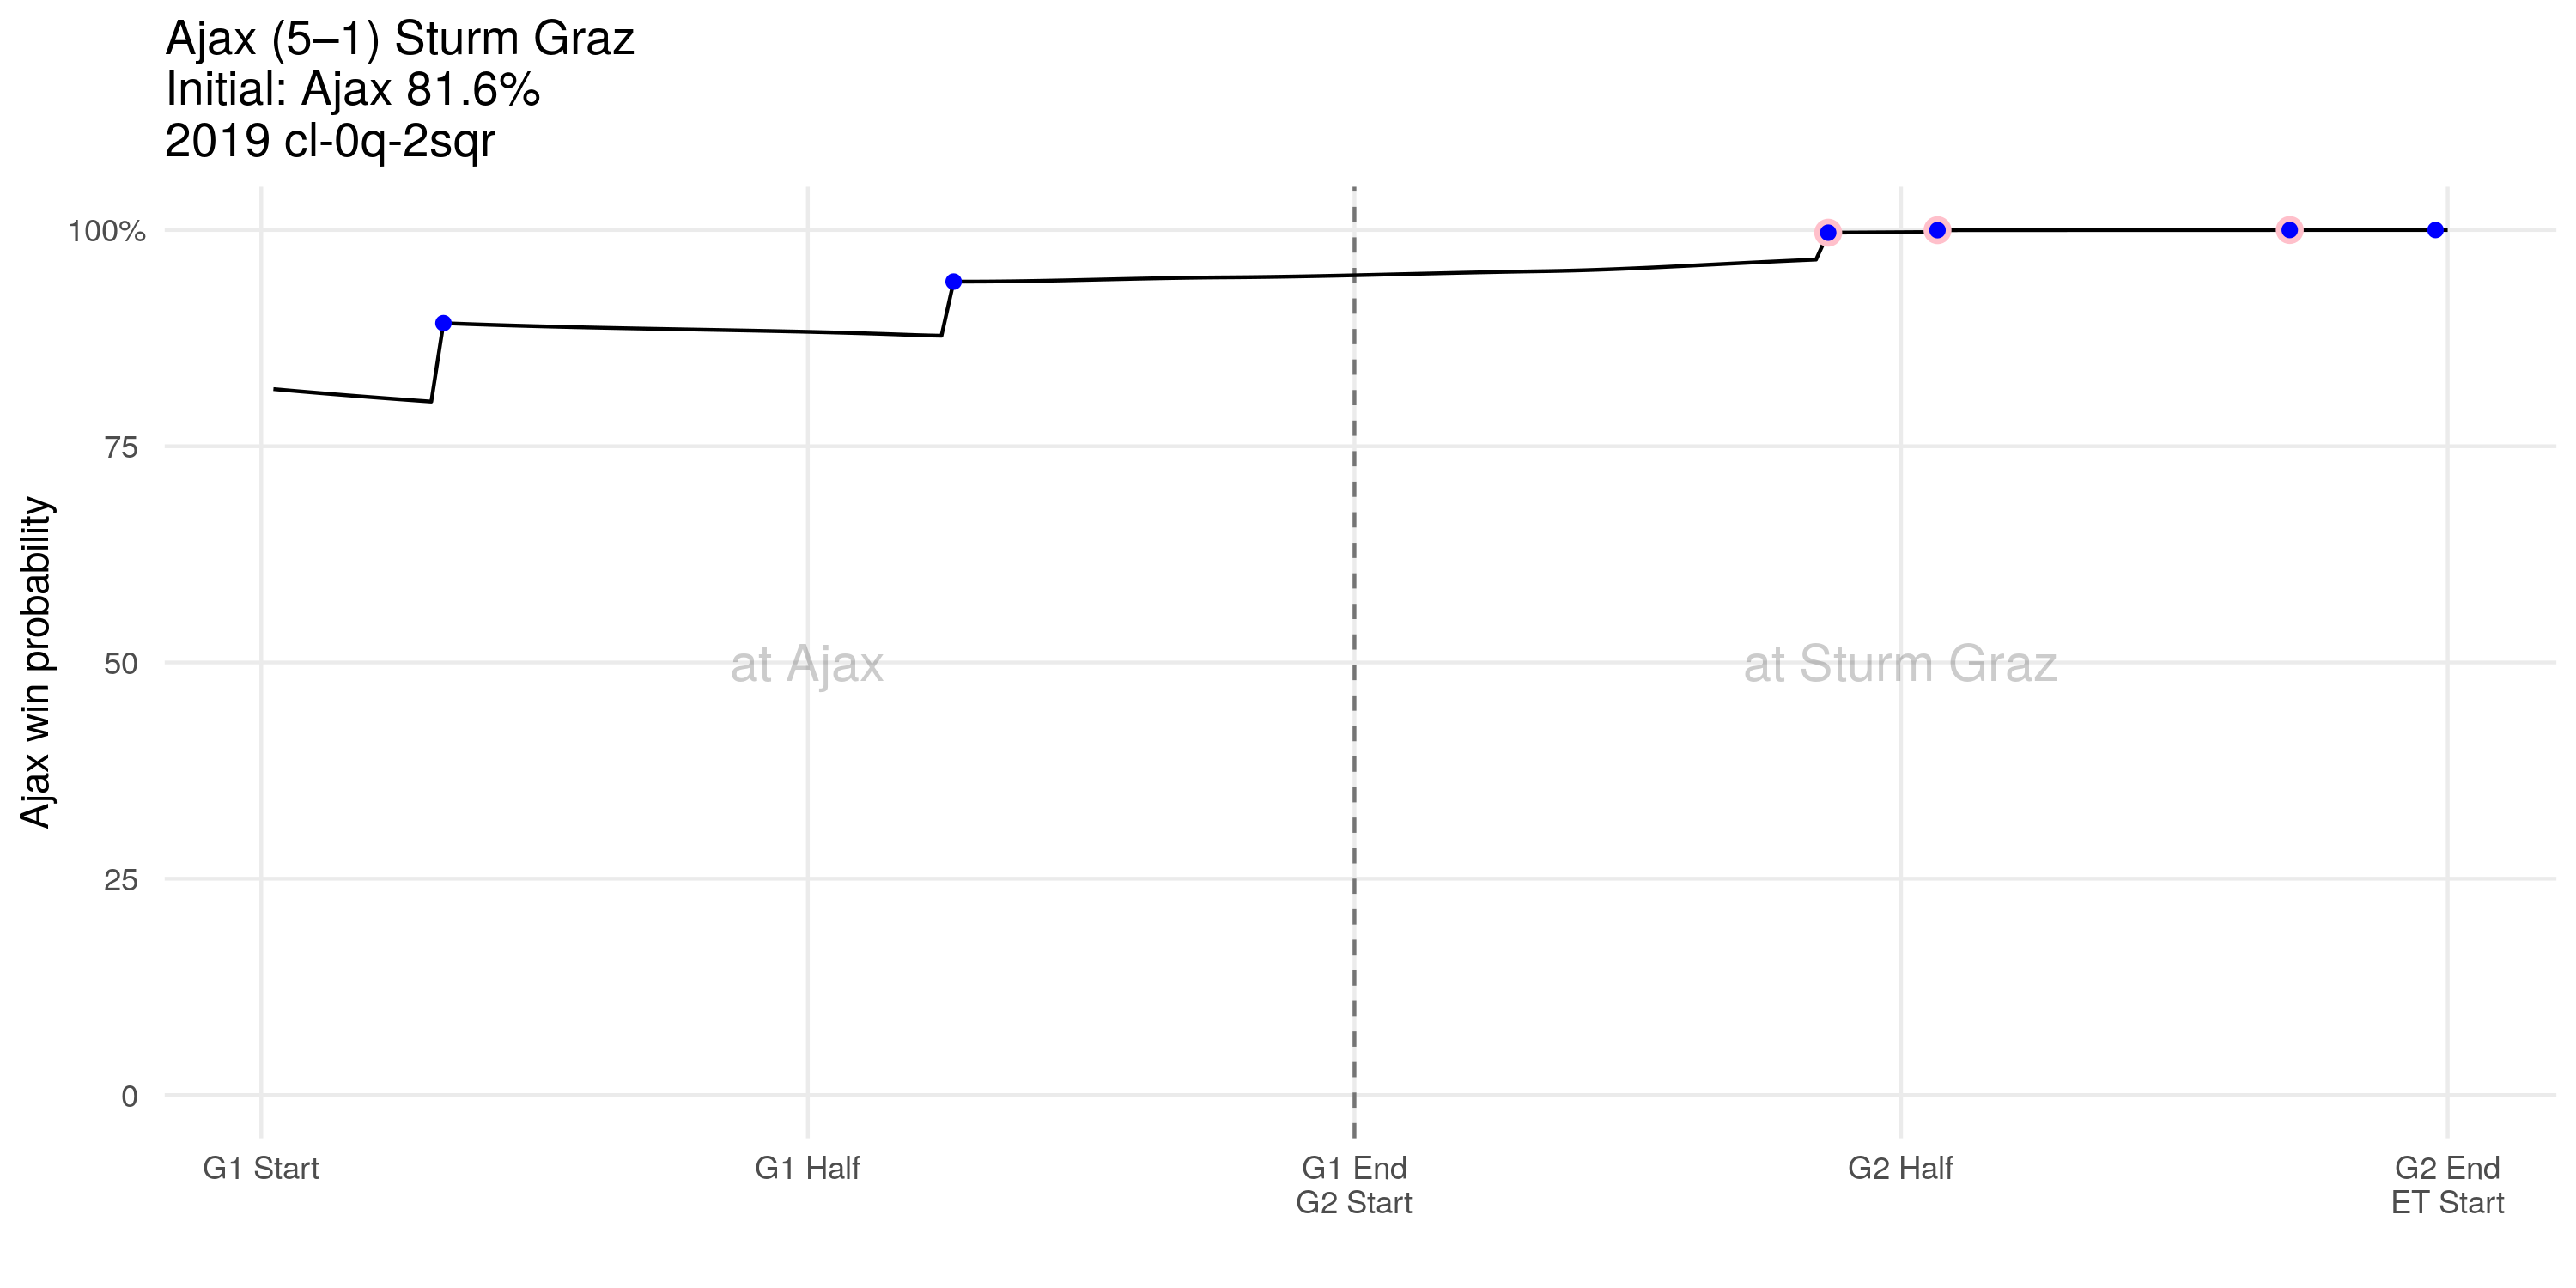 Ajax (5–1) Sturm Graz
Initial: Ajax 81.6%
2019 cl-0q-2sqr
Ajax win probability
100%
75
50
25
0
at Ajax
at Sturm Graz
G1 Start
G1 Half
G1 End
G2 Start
G2 Half
G2 End
ET Start